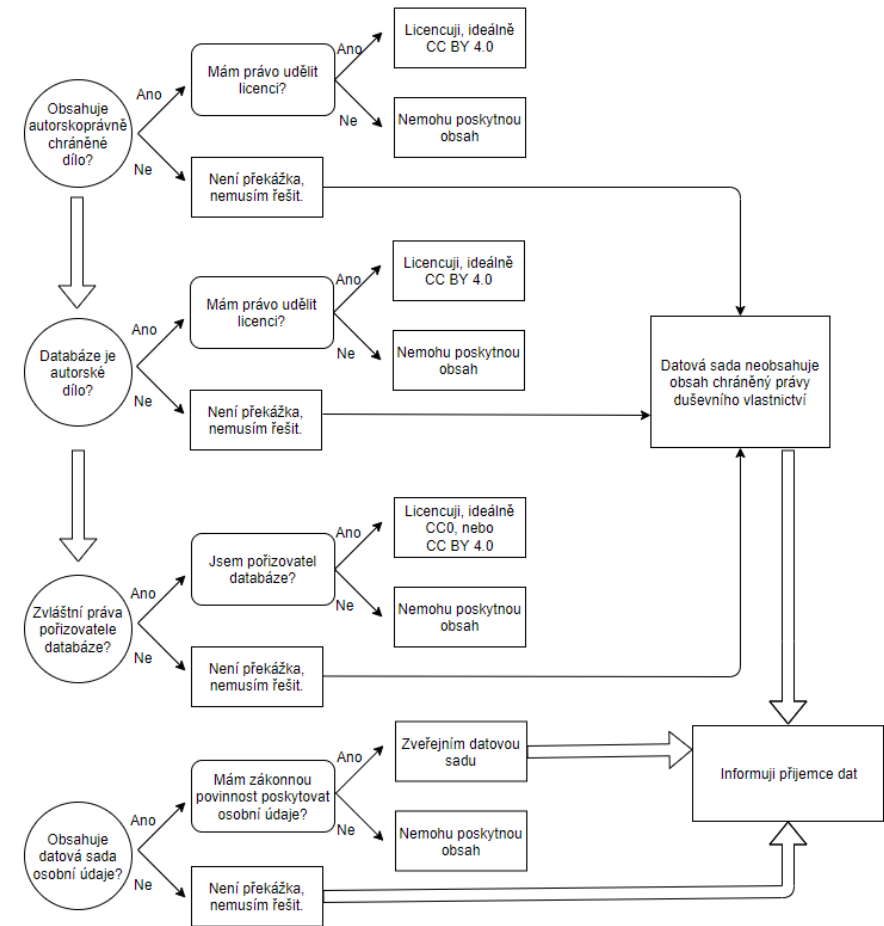 Obsahuje
autorskoprávně
chráněné
dílo?
Ano
Ne
Mám právo udělit
licenci?
Ano
Ne
Licencuji, ideálně
CC BY 4.0
Nemohu poskytnou
obsah
Není překážka,
nemusím řešit.
Databáze je
autorské
dílo?
Ano
Ne
Mám právo udělit
licenci?
Ano
Ne
Licencuji, ideálně
CC BY 4.0
Nemohu poskytnou
obsah
Není překážka,
nemusím řešit.
Datová sada neobsahuje
obsah chráněný právy
duševního vlastnictví
Zvláštní práva
pořizovatele
databáze?
Ano
Ne
Jsem pořizovatel
databáze?
Ano
Ne
Licencuji, ideálně
CC0, nebo
CC BY 4.0
Nemohu poskytnou
obsah
Není překážka,
nemusím řešit.
Obsahuje
datová sada
osobní údaje?
Ano
Ne
Mám zákonnou
povinnost poskytovat
osobní údaje?
Ano
Ne
Zveřejním datovou
sadu
Nemohu poskytnou
obsah
Není překážka,
nemusím řešit.
Informuji přijemce dat